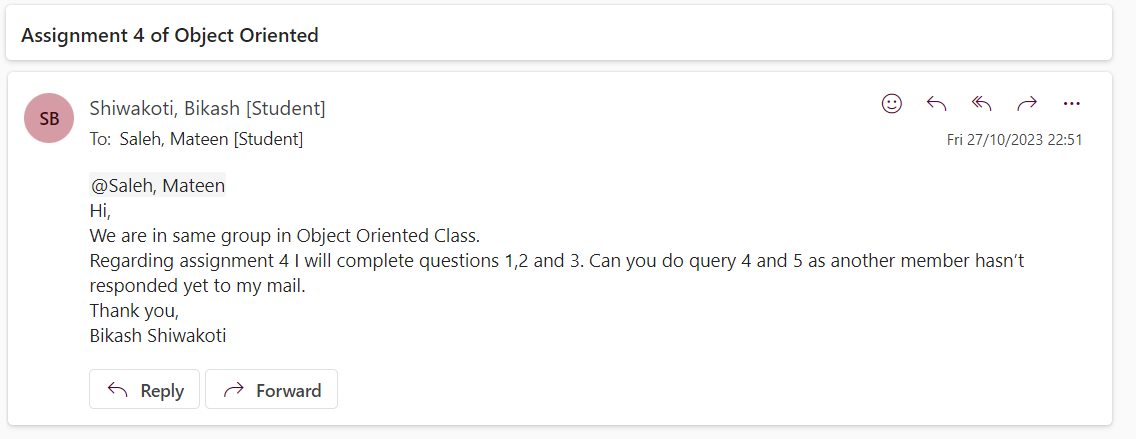 Assignment 4 of Object Oriented
SB
Shiwakoti, Bikash [Student]
To: Saleh, Mateen [Student]
Fri 27/10/2023 22:51
@Saleh, Mateen
Hi,
We are in same group in Object Oriented Class.
Regarding assignment 4 I will complete questions 1,2 and 3. Can you do query 4 and 5 as another member hasn't
responded yet to my mail.
Thank you,
Bikash Shiwakoti
Reply Forward